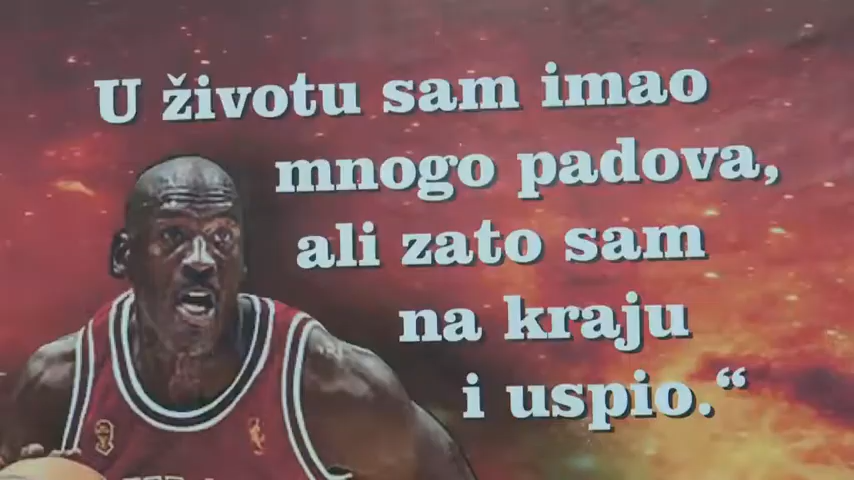 U životu sam imao
mnogo padova,
ali zato sam
na kraju
i uspio.“